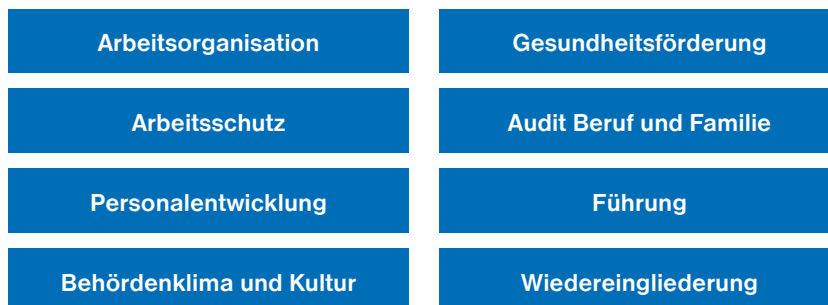 Arbeitsorganisation
Gesundheitsförderung
Arbeitsschutz
Audit Beruf und Familie
Personalentwicklung
Führung
Behördenklima und Kultur
Wiedereingliederung